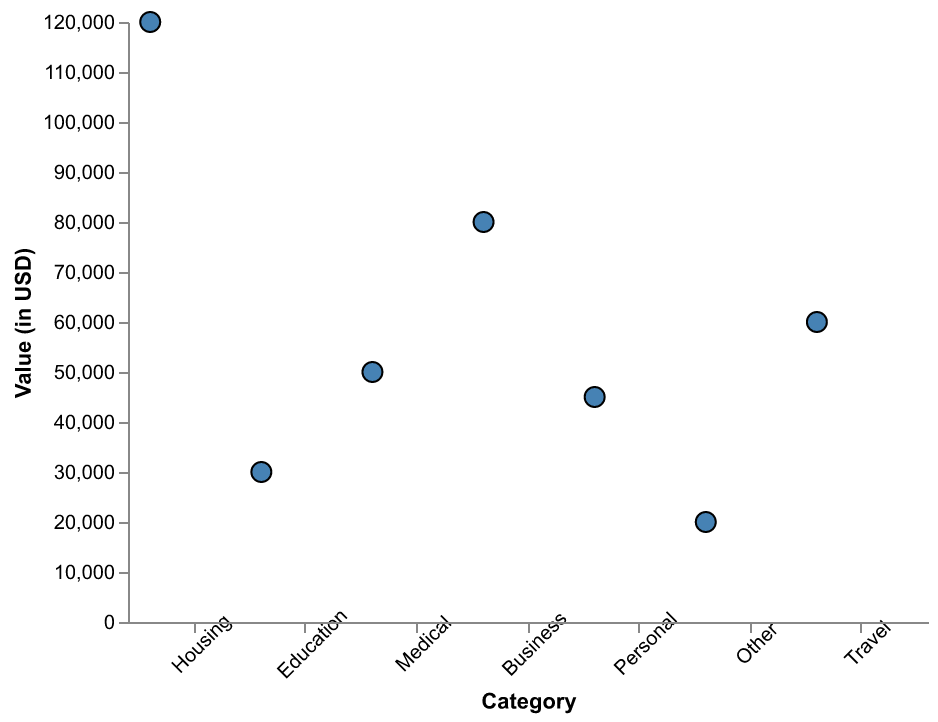 120,000
110,000
100,000
90,000
80,000
70,000
60,000
50,000
40,000
30,000
20,000
10,000
0
Value (in USD)
Housing
Education
Medical
Business
Personal
Other
Travel
Category